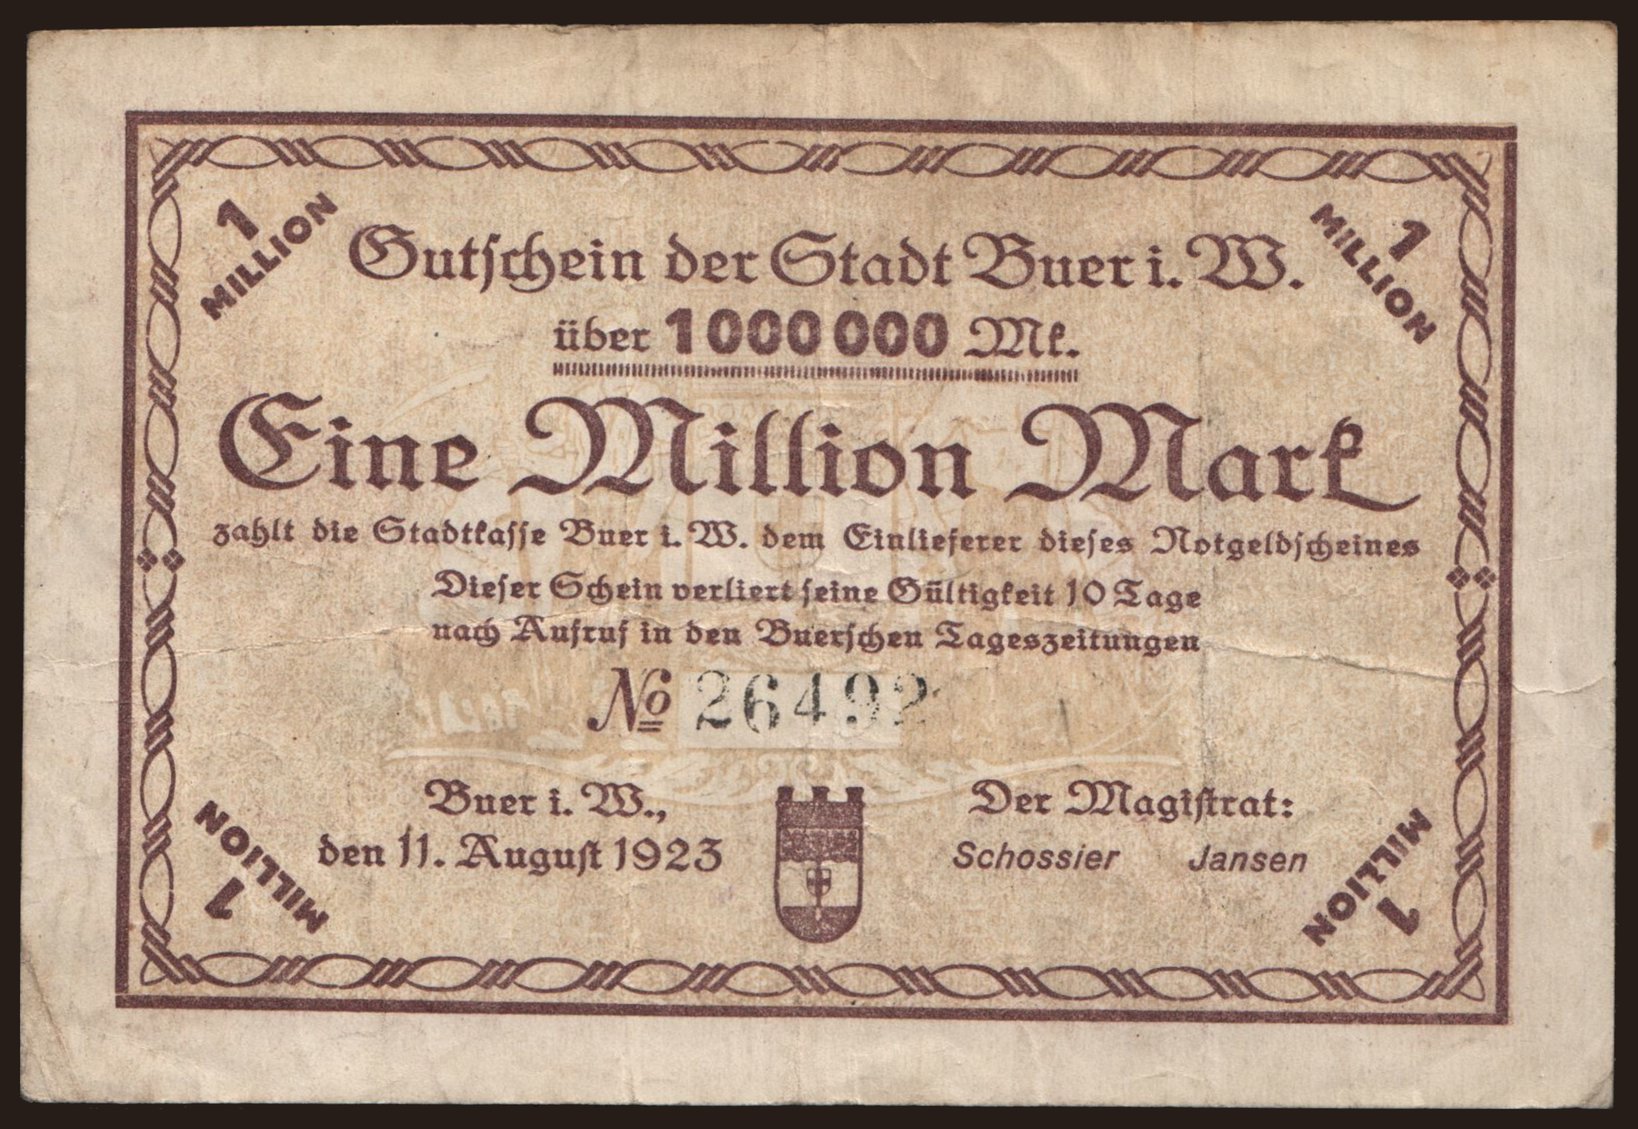 1 MILLION
1 MILLION
Gutschein der Stadt Buer i. W.
über 1000000 Mk.
Eine Million Mark
zahlt die Stadtkasse Buer i. W. dem Einlieferer dieses Notgeldscheines
Dieser Schein verliert seine Gültigkeit 10 Tage
nach Aufruf in den Buerschen Tageszeitungen
No 26492
Buer i. W.,
den 11. August 1923
Der Magistrat:
Schossier Jansen
1 MILLION
1 MILLION